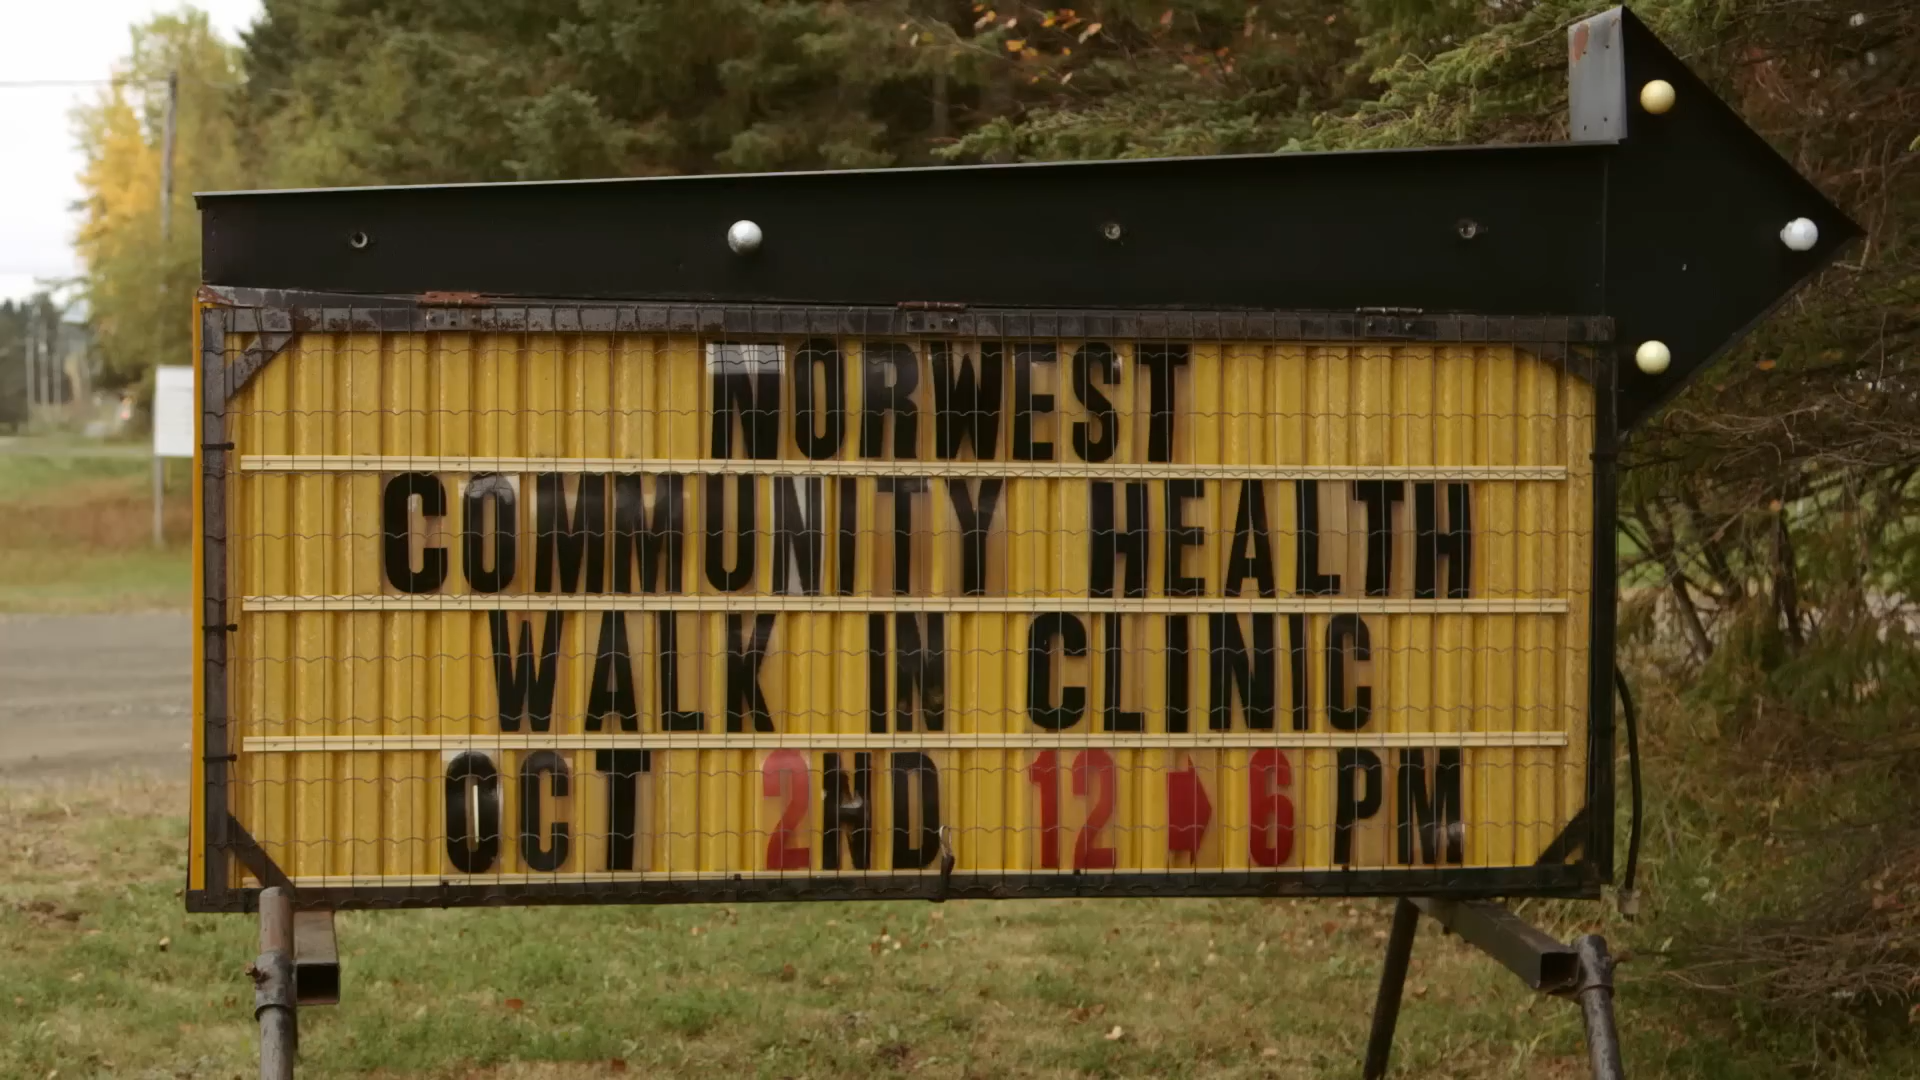 NORWEST
COMMUNITY HEALTH
WALK IN CLINIC
OCT 2ND 12 → 6 PM